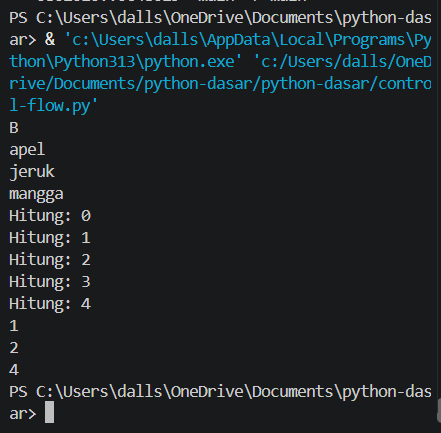 PS C:\Users\dalls\OneDrive\Documents\python-das
ar> & 'c:\Users\dalls\AppData\Local\Programs\Py
thon\Python313\python.exe' 'c:/Users/dalls/OneD
rive/Documents/python-dasar/python-dasar/contro
l-flow.py'
B
apel
jeruk
mangga
Hitung: 0
Hitung: 1
Hitung: 2
Hitung: 3
Hitung: 4
1
2
4
PS C:\Users\dalls\OneDrive\Documents\python-das
ar>